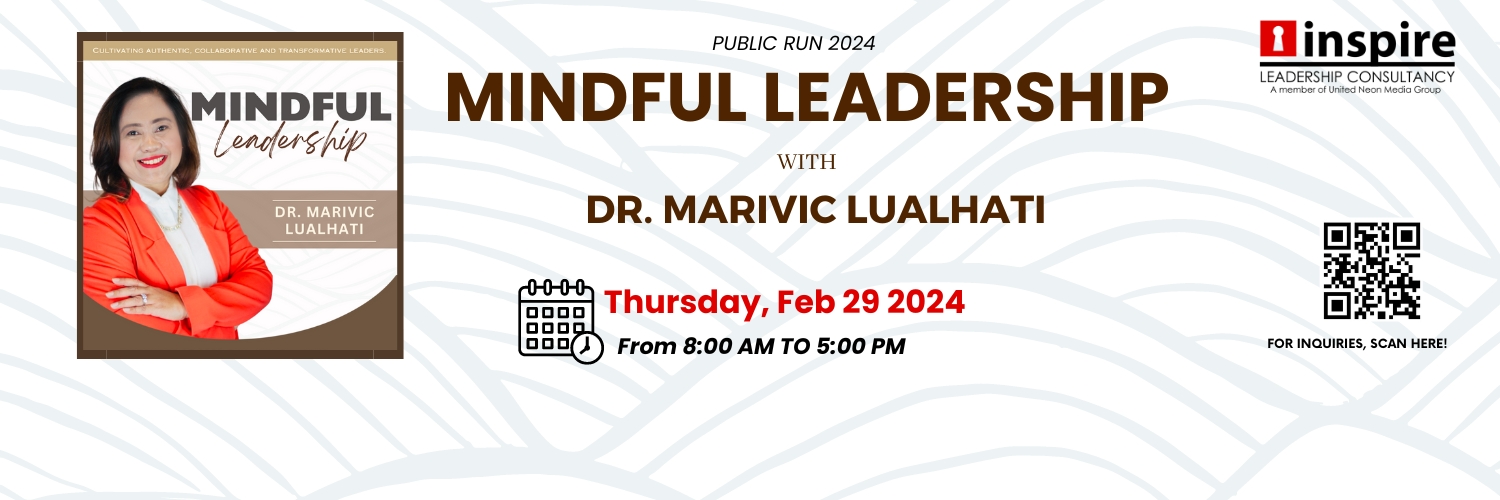 CULTIVATING AUTHENTIC, COLLABORATIVE AND TRANSFORMATIVE LEADERS.
MINDFUL
Leadership
DR. MARIVIC
LUALHATI
PUBLIC RUN 2024
MINDFUL LEADERSHIP
WITH
DR. MARIVIC LUALHATI
Thursday, Feb 29 2024
From 8:00 AM TO 5:00 PM
inspire
LEADERSHIP CONSULTANCY
A member of United Neon Media Group
FOR INQUIRIES, SCAN HERE!